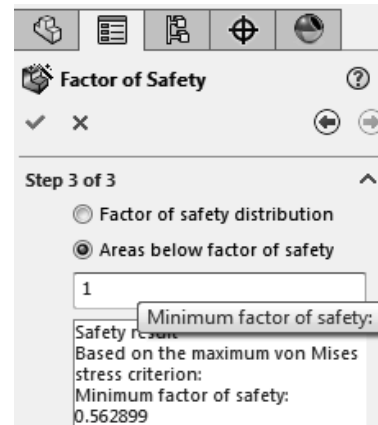 Factor of Safety
Step 3 of 3
Factor of safety distribution
Areas below factor of safety
1
Minimum factor of safety:
Safety
Based on the maximum von Mises
stress criterion:
Minimum factor of safety:
0.562899